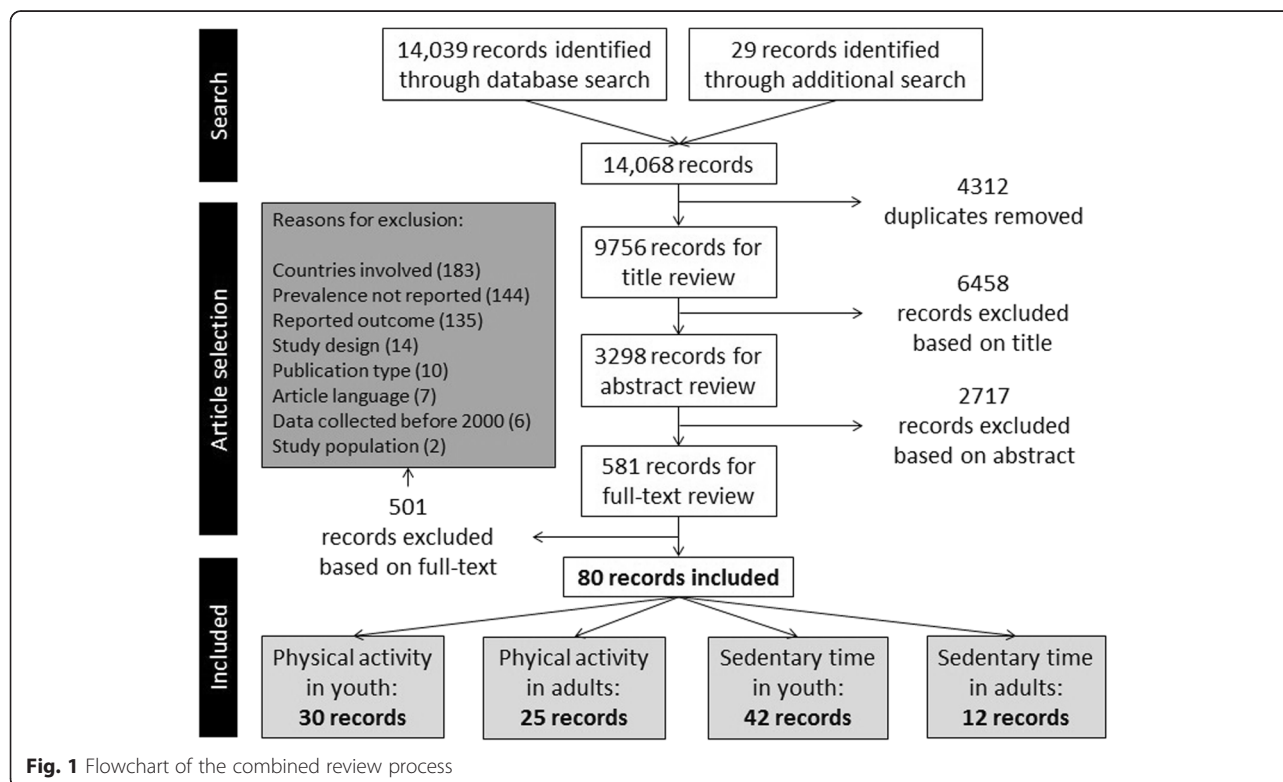 Search
14,039 records identified
through database search
29 records identified
through additional search
14,068 records
4312
duplicates removed
Article selection
Reasons for exclusion:
Countries involved (183)
Prevalence not reported (144)
Reported outcome (135)
Study design (14)
Publication type (10)
Article language (7)
Data collected before 2000 (6)
Study population (2)
9756 records for
title review
6458
records excluded
based on title
3298 records for
abstract review
2717
records excluded
based on abstract
581 records for
full-text review
501
records excluded
based on full-text
Included
80 records included
Physical activity
in youth:
30 records
Phyical activity
in adults:
25 records
Sedentary time
in youth:
42 records
Sedentary time
in adults:
12 records
Fig. 1 Flowchart of the combined review process